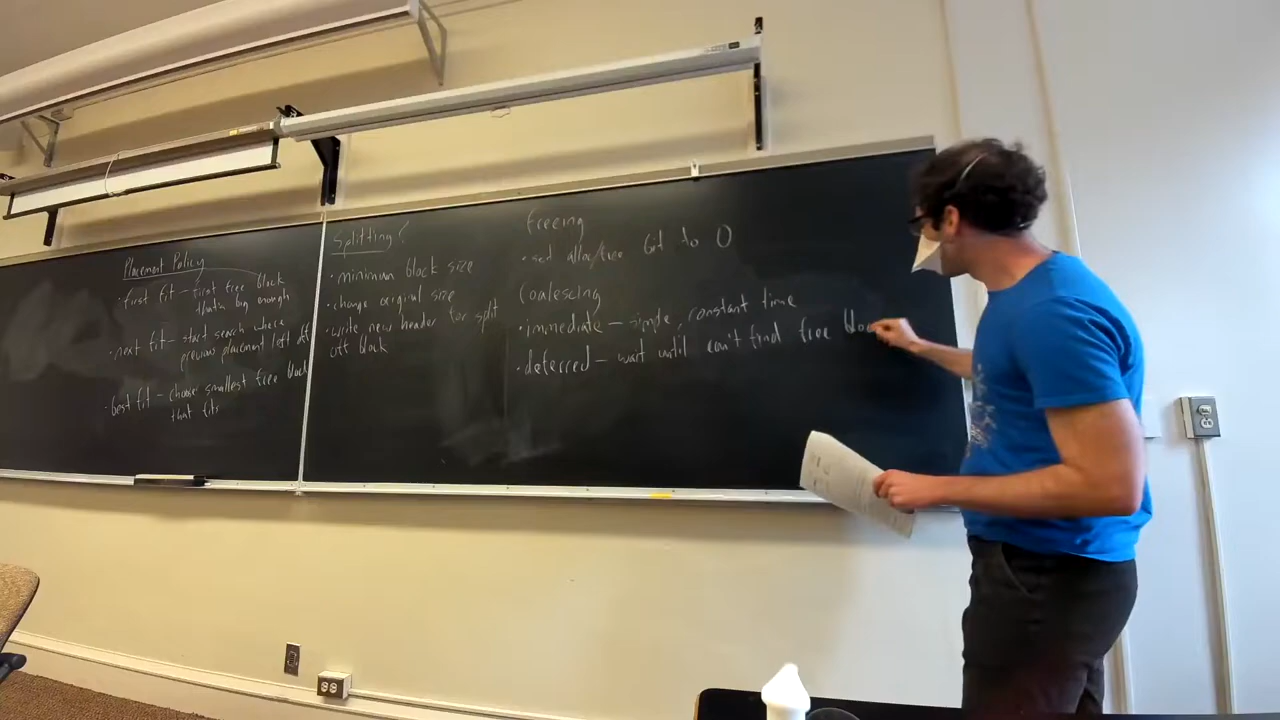 Placement Policy
· first fit – first free block
that's big enough
· next fit – start search where
previous placement left off
· best fit – choose smallest free block
that fits
Splitting?
· minimum block size
· change original size
· write new header for split
off block
Freeing
· set alloc/free bit to 0
Coalescing
· immediate – simple, constant time
· deferred – wait until can't find free bloc